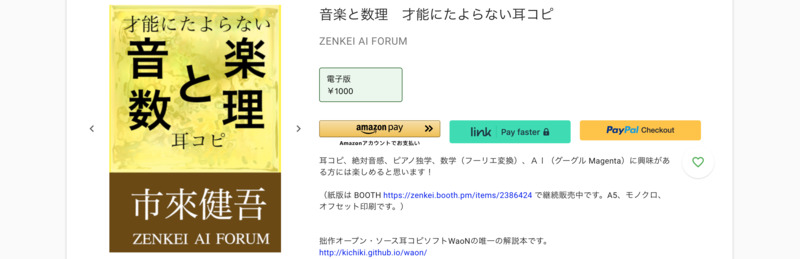 才能にたよらない
音楽
と
数理
耳コピ
市來健吾
ZENKEI AI FORUM
音楽と数理 才能にたよらない耳コピ
ZENKEI AI FORUM
電子版
￥1000
amazon pay
Amazonアカウントでお支払い
link Pay faster
PayPal Checkout
耳コピ、絶対音感、ピアノ独学、数学（フーリエ変換）、ＡＩ（グーグル Magenta）に興味があ
る方には楽しめると思います！
（紙版は BOOTH https://zenkei.booth.pm/items/2386424 で継続販売中です。A5、モノクロ、
オフセット印刷です。）
拙作オープン・ソース耳コピソフトWaoNの唯一の解説本です。
http://kichiki.github.io/waon/